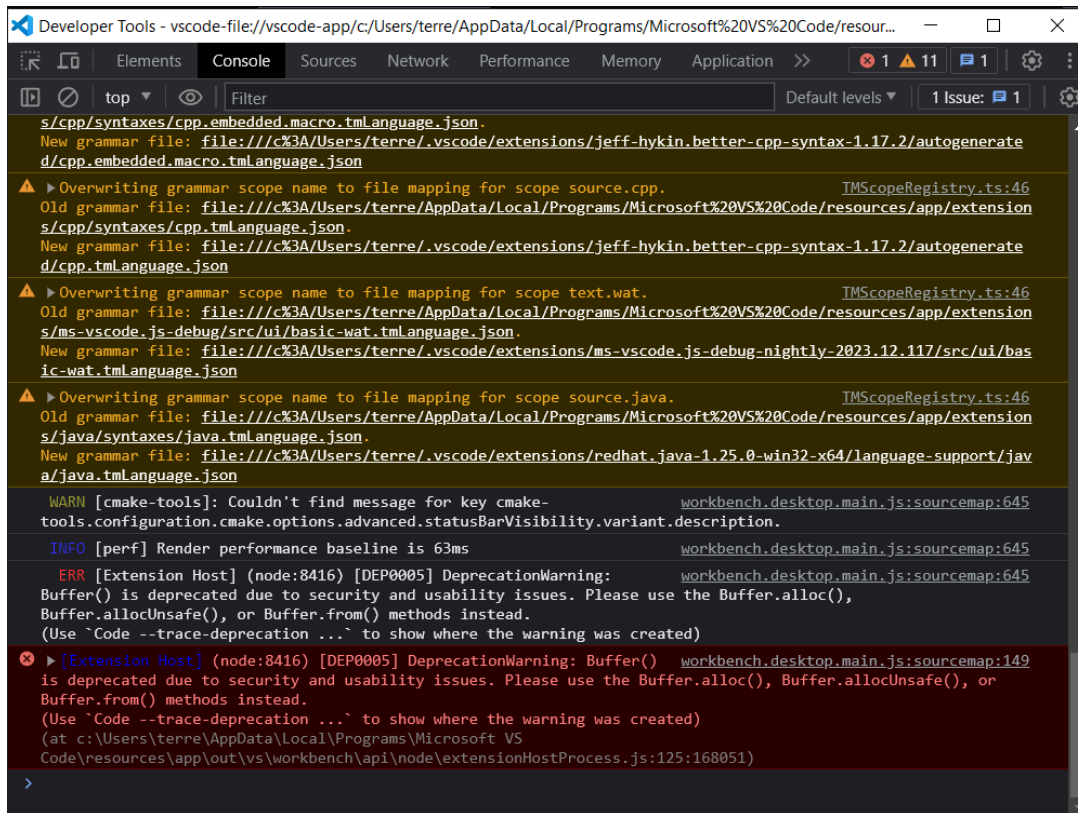 Developer Tools - vscode-file://vscode-app/c:/Users/terre/AppData/Local/Programs/Microsoft%20VS%20Code/resour...
Elements Console Sources Network Performance Memory Application 1 11 1
top Filter Default levels 1 Issue: 1
s/cpp/syntaxes/cpp.embedded.macro.tmLanguage.json.
New grammar file: file:///c%3A/Users/terre/.vscode/extensions/jeff-hykin.better-cpp-syntax-1.17.2/autogenerate
d/cpp.embedded.macro.tmLanguage.json
Overwriting grammar scope name to file mapping for scope source.cpp. TMScopeRegistry.ts:46
Old grammar file: file:///c%3A/Users/terre/AppData/Local/Programs/Microsoft%20VS%20Code/resources/app/extension
s/cpp/syntaxes/cpp.tmLanguage.json.
New grammar file: file:///c%3A/Users/terre/.vscode/extensions/jeff-hykin.better-cpp-syntax-1.17.2/autogenerate
d/cpp.tmLanguage.json
Overwriting grammar scope name to file mapping for scope text.wat. TMScopeRegistry.ts:46
Old grammar file: file:///c%3A/Users/terre/AppData/Local/Programs/Microsoft%20VS%20Code/resources/app/extension
s/ms-vscode.js-debug/src/ui/basic-wat.tmLanguage.json.
New grammar file: file:///c%3A/Users/terre/.vscode/extensions/ms-vscode.js-debug-nightly-2023.12.117/src/ui/bas
ic-wat.tmLanguage.json
Overwriting grammar scope name to file mapping for scope source.java. TMScopeRegistry.ts:46
Old grammar file: file:///c%3A/Users/terre/AppData/Local/Programs/Microsoft%20VS%20Code/resources/app/extension
s/java/syntaxes/java.tmLanguage.json.
New grammar file: file:///c%3A/Users/terre/.vscode/extensions/redhat.java-1.25.0-win32-x64/language-support/jav
a/java.tmLanguage.json
WARN [cmake-tools]: Couldn't find message for key cmake- workbench.desktop.main.js:sourcemap:645
tools.configuration.cmake.options.advanced.statusBarVisibility.variant.description.
INFO [perf] Render performance baseline is 63ms workbench.desktop.main.js:sourcemap:645
ERR [Extension Host] (node:8416) [DEP0005] DeprecationWarning: workbench.desktop.main.js:sourcemap:645
Buffer() is deprecated due to security and usability issues. Please use the Buffer.alloc(),
Buffer.allocUnsafe(), or Buffer.from() methods instead.
(Use `Code --trace-deprecation ...` to show where the warning was created)
[Extension Host] (node:8416) [DEP0005] DeprecationWarning: Buffer() workbench.desktop.main.js:sourcemap:149
is deprecated due to security and usability issues. Please use the Buffer.alloc(), Buffer.allocUnsafe(), or
Buffer.from() methods instead.
(Use `Code --trace-deprecation ...` to show where the warning was created)
(at c:\Users\terre\AppData\Local\Programs\Microsoft VS
Code\resources\app\out\vs\workbench\api\node\extensionHostProcess.js:125:168051)